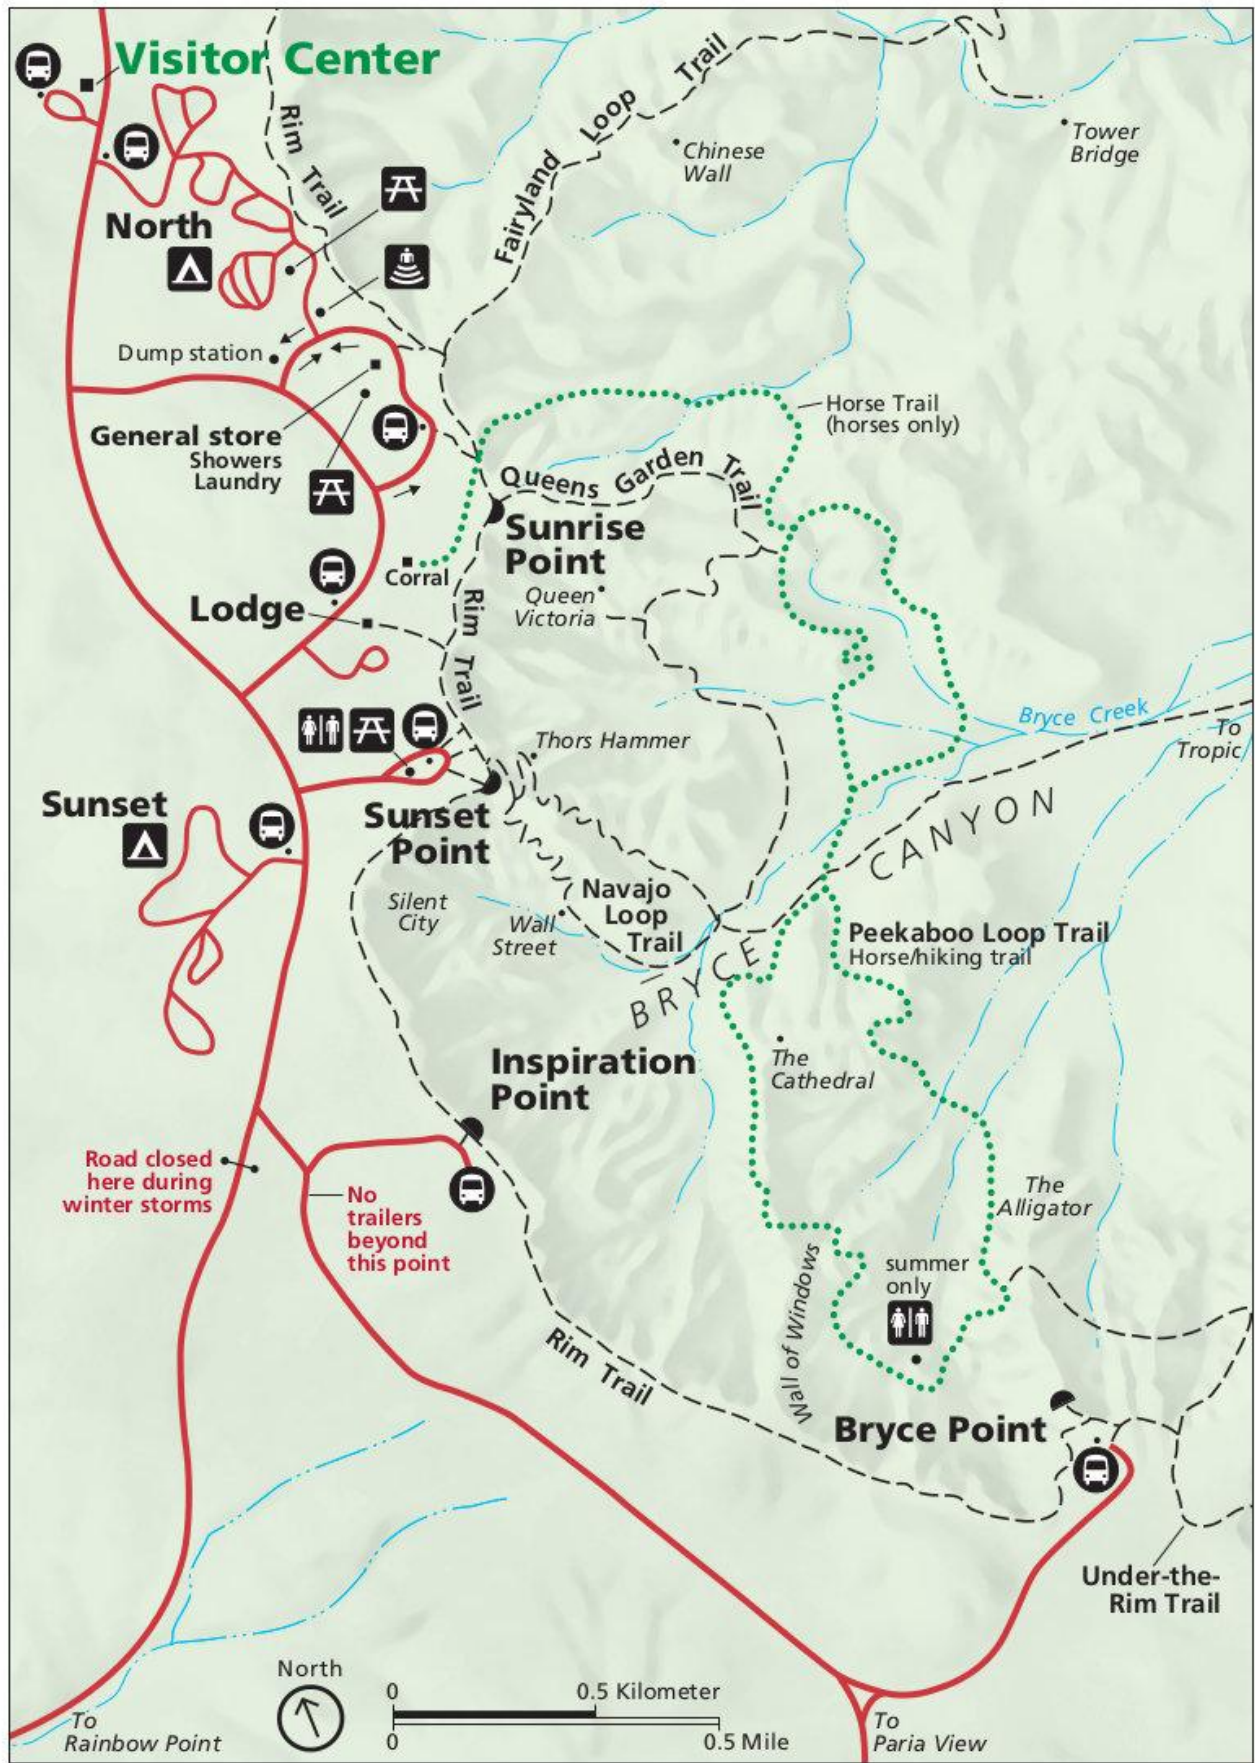 Visitor Center
Rim Trail
Fairyland Loop Trail
Chinese
Wall
Tower
Bridge
North
Dump station
General store
Showers
Laundry
Horse Trail
(horses only)
Queens Garden Trail
Sunrise
Point
Corral
Queen
Victoria
Lodge
Rim Trail
Bryce Creek
To
Tropic
Thors Hammer
Sunset
Sunset
Point
BRYCE CANYON
Silent
City
Wall
Street
Navajo
Loop
Trail
Peekaboo Loop Trail
Horse/hiking trail
Inspiration
Point
The
Cathedral
Road closed
here during
winter storms
No
trailers
beyond
this point
The
Alligator
summer
only
Wall of Windows
Rim Trail
Bryce Point
Under-the-
Rim Trail
North
0
0.5 Kilometer
0
0.5 Mile
To
Rainbow Point
To
Paria View